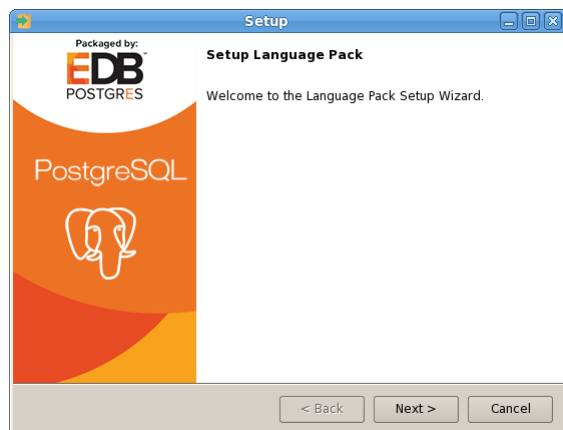 Setup
Packaged by:
EDB
POSTGRES
Setup Language Pack
Welcome to the Language Pack Setup Wizard.
PostgreSQL
< Back
Next >
Cancel